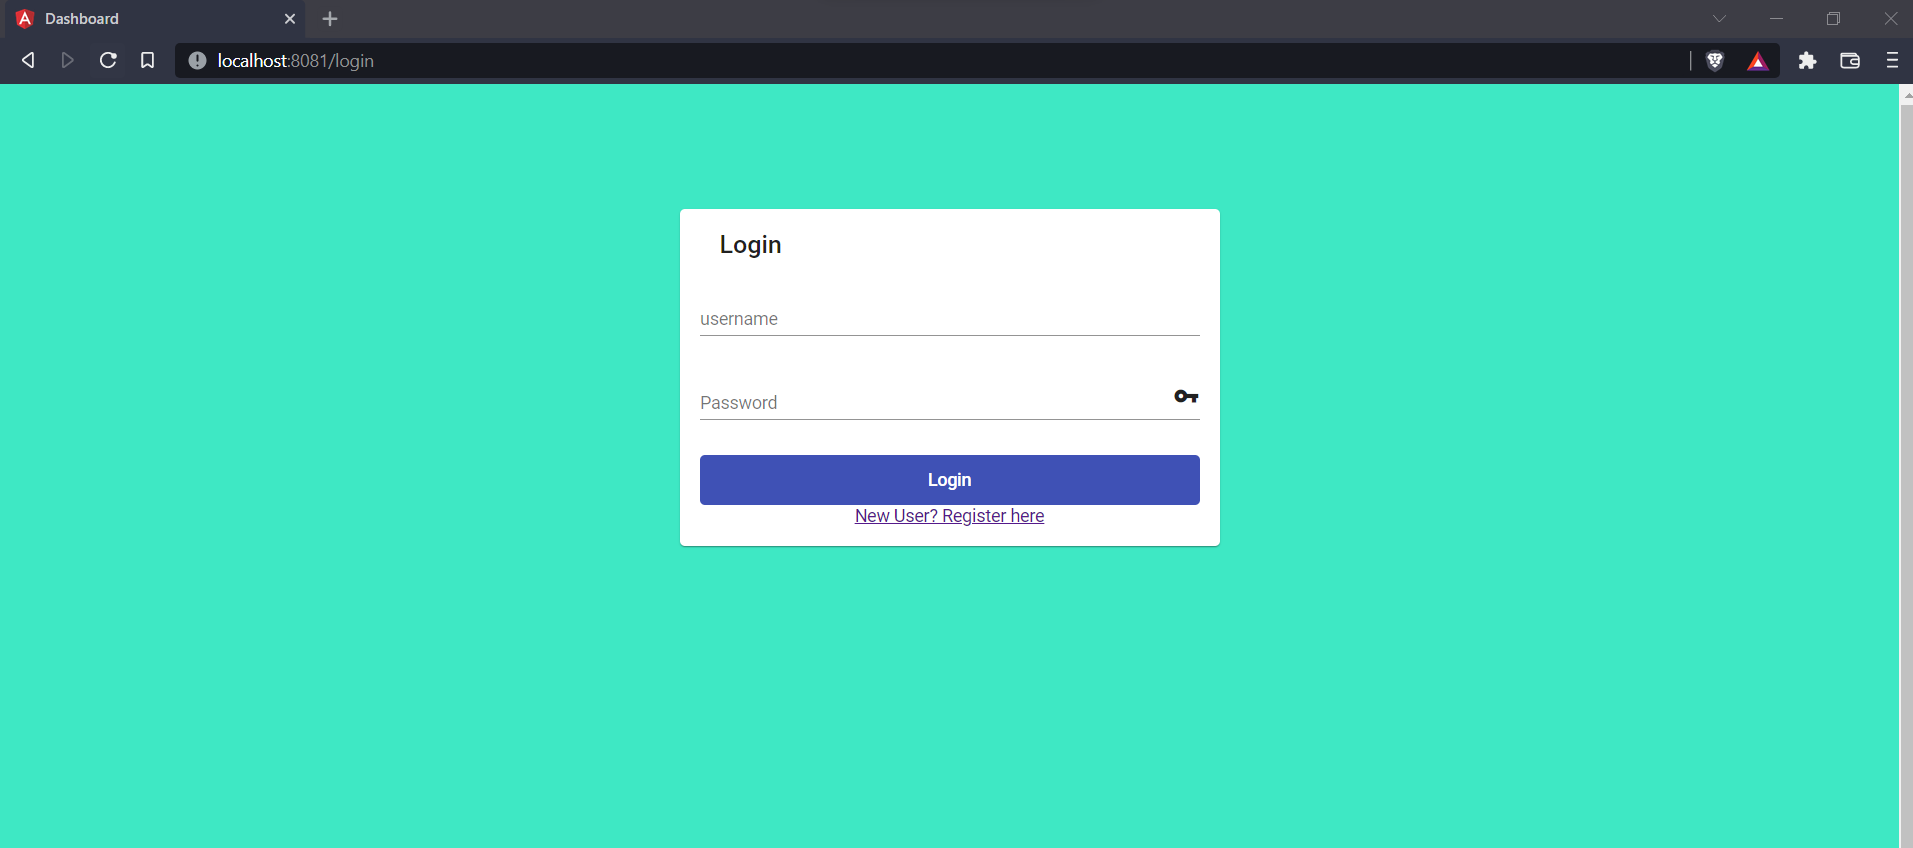 Dashboard
localhost:8081/login
Login
username
Password
Login
New User? Register here